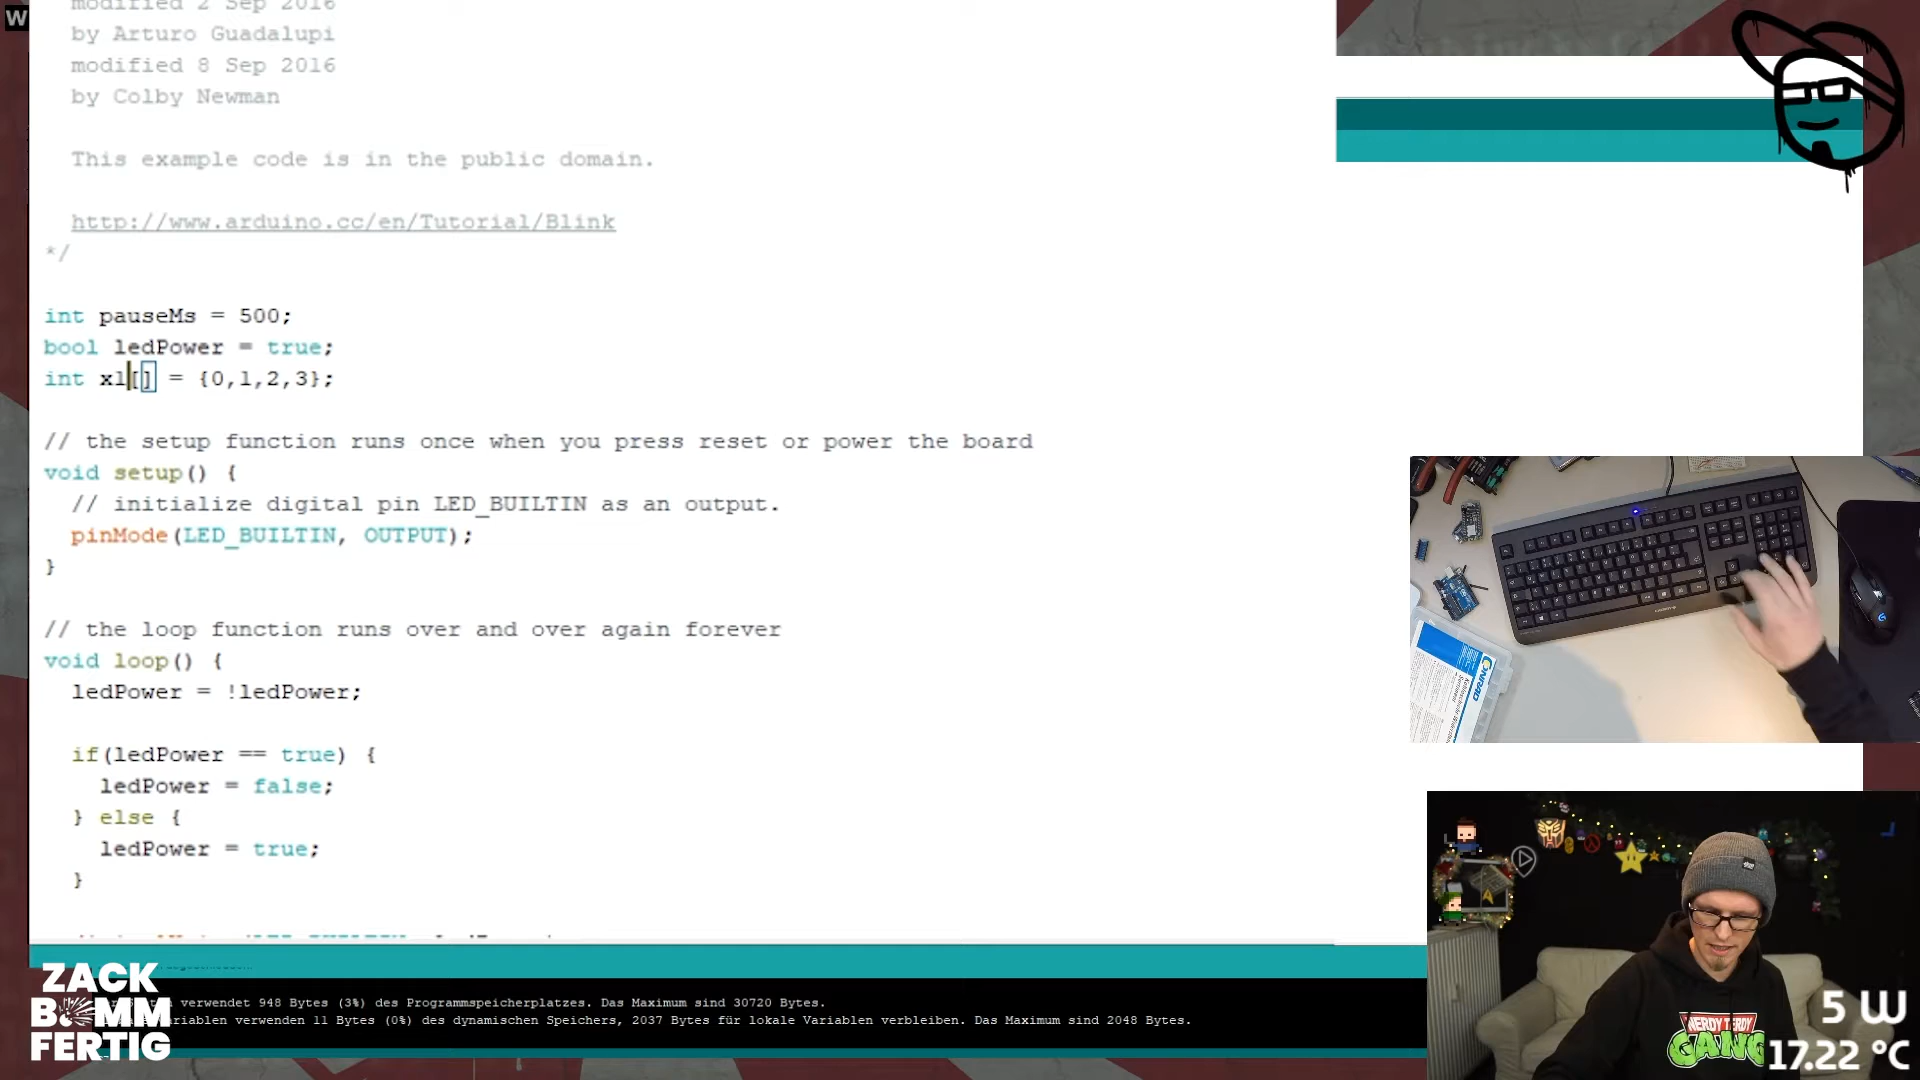 W
modified 2 Sep 2016
by Arturo Guadalupi
modified 8 Sep 2016
by Colby Newman
This example code is in the public domain.
http://www.arduino.cc/en/Tutorial/Blink
*/
int pauseMs = 500;
bool ledPower = true;
int xl[] = {0,1,2,3};
// the setup function runs once when you press reset or power the board
void setup() {
// initialize digital pin LED_BUILTIN as an output.
pinMode(LED_BUILTIN, OUTPUT);
}
// the loop function runs over and over again forever
void loop() {
ledPower = !ledPower;
if(ledPower == true) {
ledPower = false;
} else {
ledPower = true;
}
verwendet 948 Bytes (3%) des Programmspeicherplatzes. Das Maximum sind 30720 Bytes.
verwenden 11 Bytes (0%) des dynamischen Speichers, 2037 Bytes für lokale Variablen verbleiben. Das Maximum sind 2048 Bytes.
ZACK
BOMM
FERTIG
CONRAD
NERDY TERDY
GANG
5 W
17.22 °C